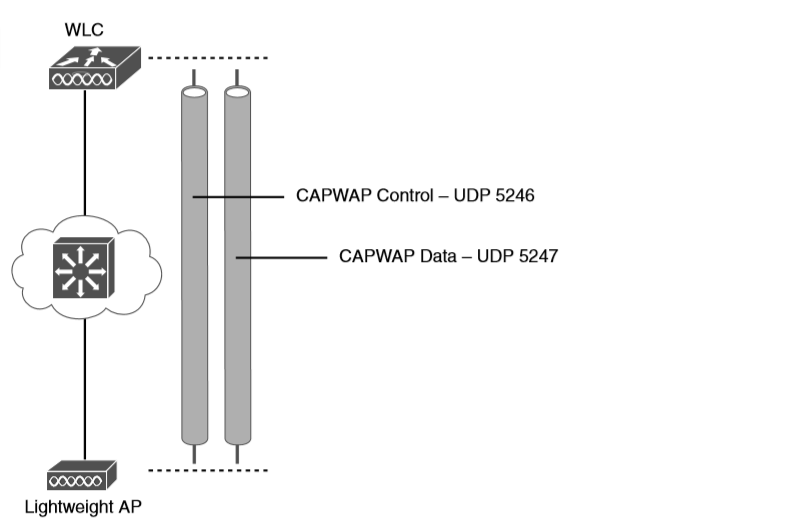 WLC
CAPWAP Control – UDP 5246
CAPWAP Data – UDP 5247
Lightweight AP